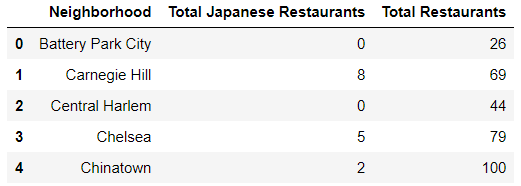 Neighborhood Total Japanese Restaurants Total Restaurants
0 Battery Park City 0 26
1 Carnegie Hill 8 69
2 Central Harlem 0 44
3 Chelsea 5 79
4 Chinatown 2 100